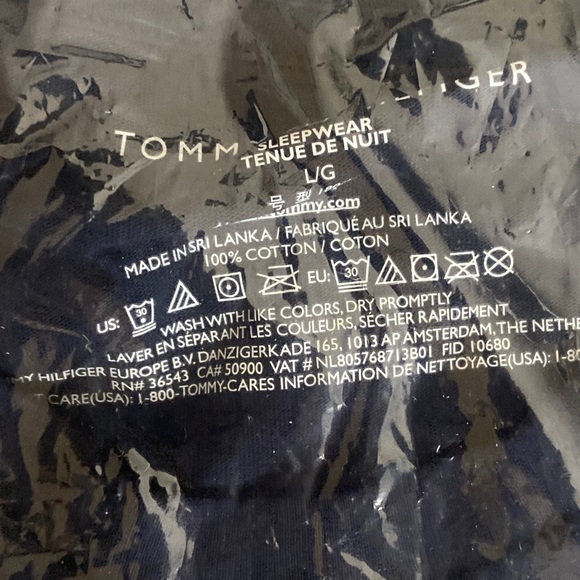 TOMM
SLEEPWEAR
TENUE DE NUIT
L/G
MADE IN SRI LANKA / FABRIQUÉ AU SRI LANKA
100% COTTON / COTON
US: 30 EU: 30
WASH WITH LIKE COLORS, DRY PROMPTLY
LAVER EN SÉPARANT LES COULEURS, SÉCHER RAPIDEMENT
MY HILFIGER EUROPE B.V. DANZIGERKADE 165, 1013 AP AMSTERDAM, THE NETHE
RN# 36543 CA# 50900 VAT # NL805768713B01 FID 10680
T CARE(USA): 1-800-TOMMY-CARES INFORMATION DE NETTOYAGE(USA): 1-80